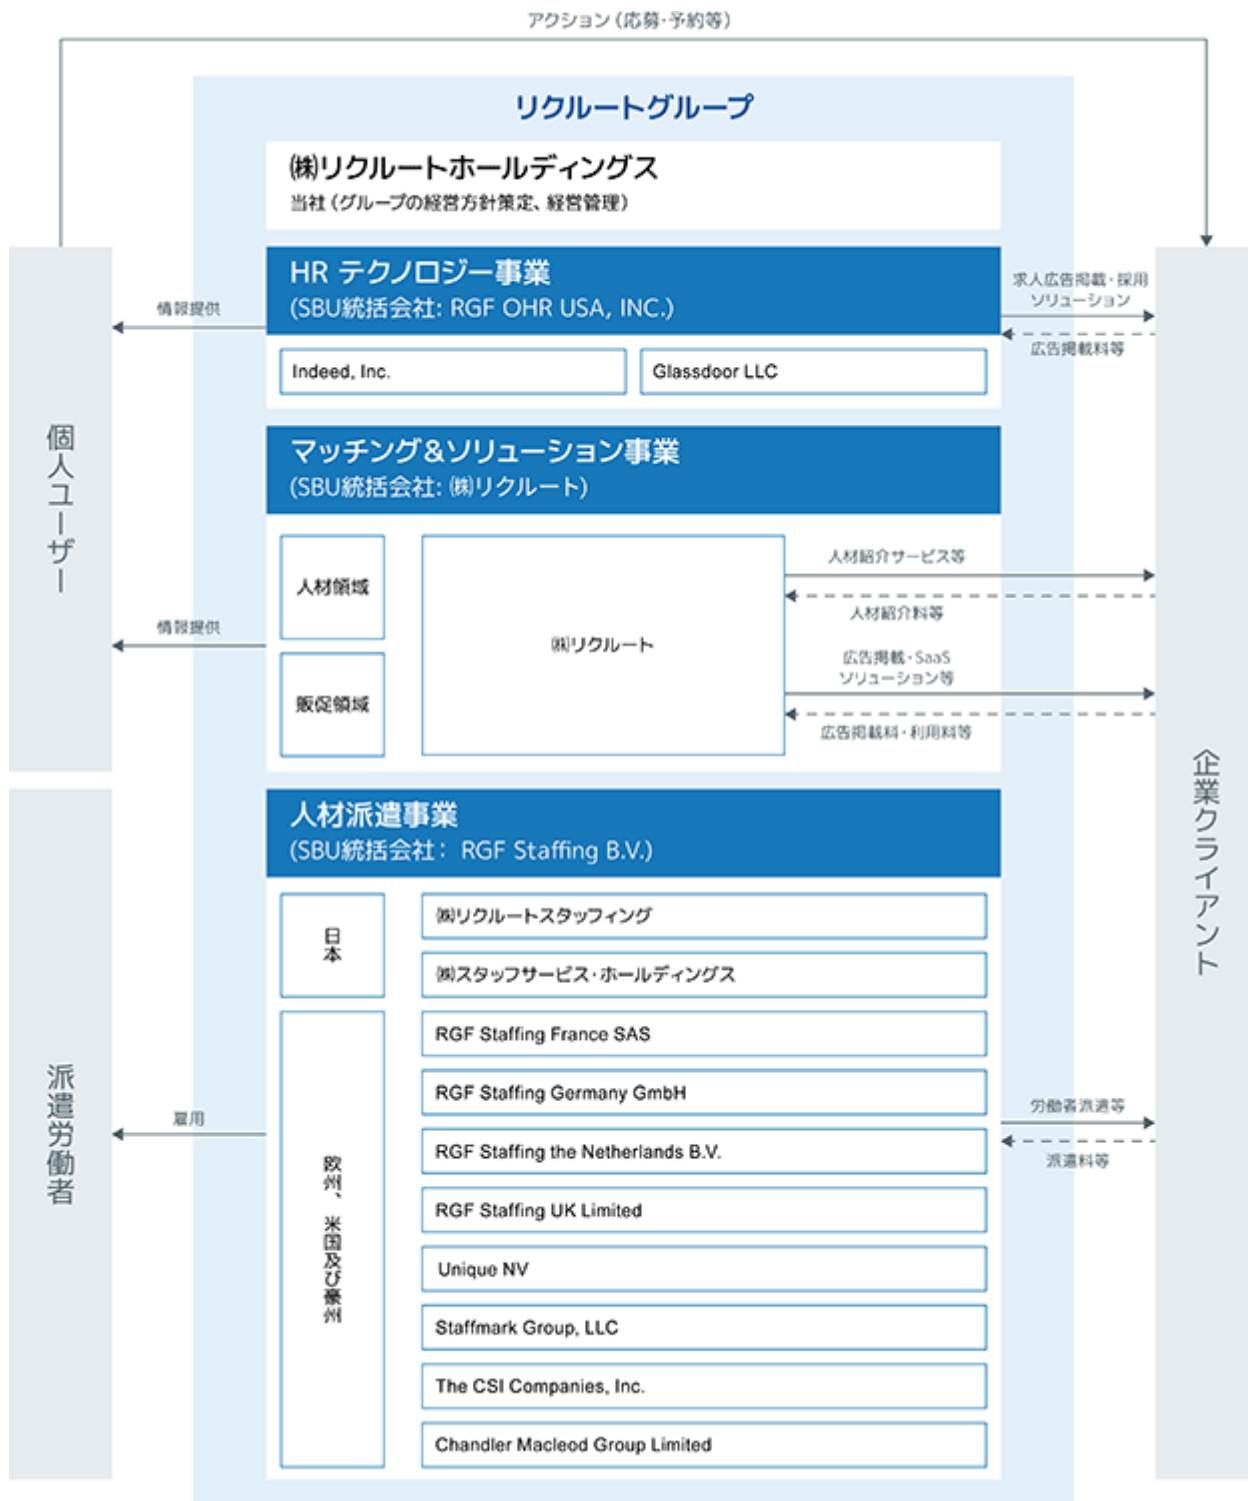 アクション（応募・予約等）
リクルートグループ
㈱リクルートホールディングス
当社（グループの経営方針策定、経営管理）
HR テクノロジー事業
(SBU統括会社: RGF OHR USA, INC.)
Indeed, Inc.
Glassdoor LLC
情報提供
求人広告掲載・採用
ソリューション
広告掲載料等
個人ユーザー
マッチング＆ソリューション事業
(SBU統括会社: ㈱リクルート)
人材領域
販促領域
㈱リクルート
情報提供
人材紹介サービス等
人材紹介料等
広告掲載・SaaS
ソリューション等
広告掲載料・利用料等
企業クライアント
人材派遣事業
(SBU統括会社： RGF Staffing B.V.)
日本
㈱リクルートスタッフィング
㈱スタッフサービス・ホールディングス
欧州、米国及び豪州
RGF Staffing France SAS
RGF Staffing Germany GmbH
RGF Staffing the Netherlands B.V.
RGF Staffing UK Limited
Unique NV
Staffmark Group, LLC
The CSI Companies, Inc.
Chandler Macleod Group Limited
派遣労働者
雇用
労働者派遣等
派遣料等